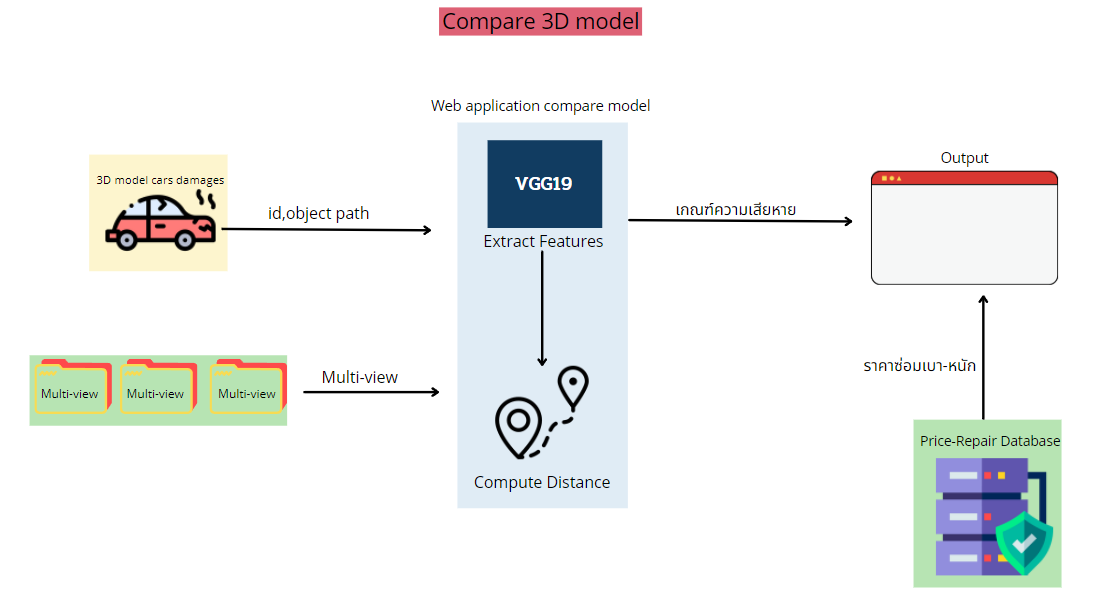 Compare 3D model
Web application compare model
3D model cars damages
id,object path
VGG19
Extract Features
เกณฑ์ความเสียหาย
Output
Multi-view
Multi-view
Multi-view
Multi-view
Compute Distance
ราคาซ่อมเบา-หนัก
Price-Repair Database